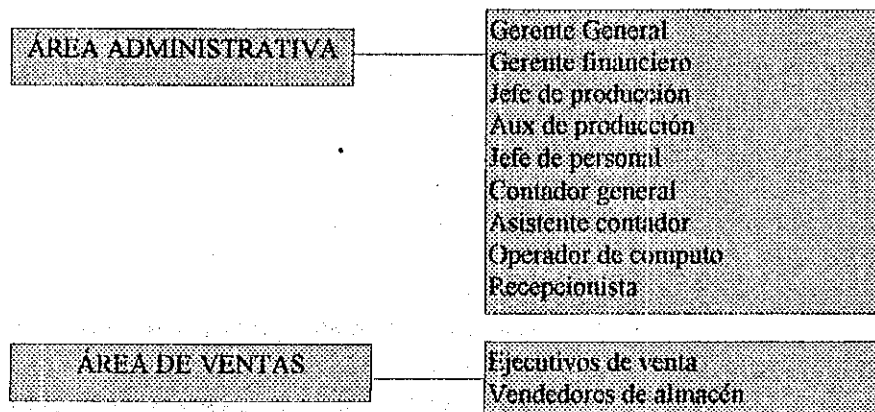 ÁREA ADMINISTRATIVA
Gerente General
Gerente financiero
Jefe de producción
Aux de producción
Jefe de personal
Contador general
Asistente contador
Operador de computo
Recepcionista
ÁREA DE VENTAS
Ejecutivos de venta
Vendedores de almacén